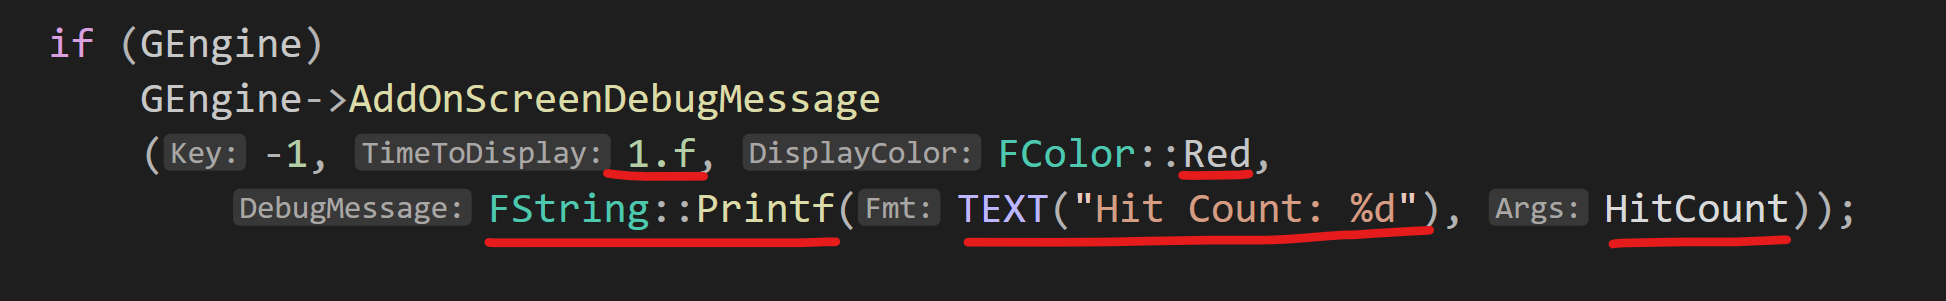 if (GEngine)
GEngine->AddOnScreenDebugMessage
(Key: -1, TimeToDisplay: 1.f, DisplayColor: FColor::Red,
DebugMessage: FString::Printf(Fmt: TEXT("Hit Count: %d"), Args: HitCount));